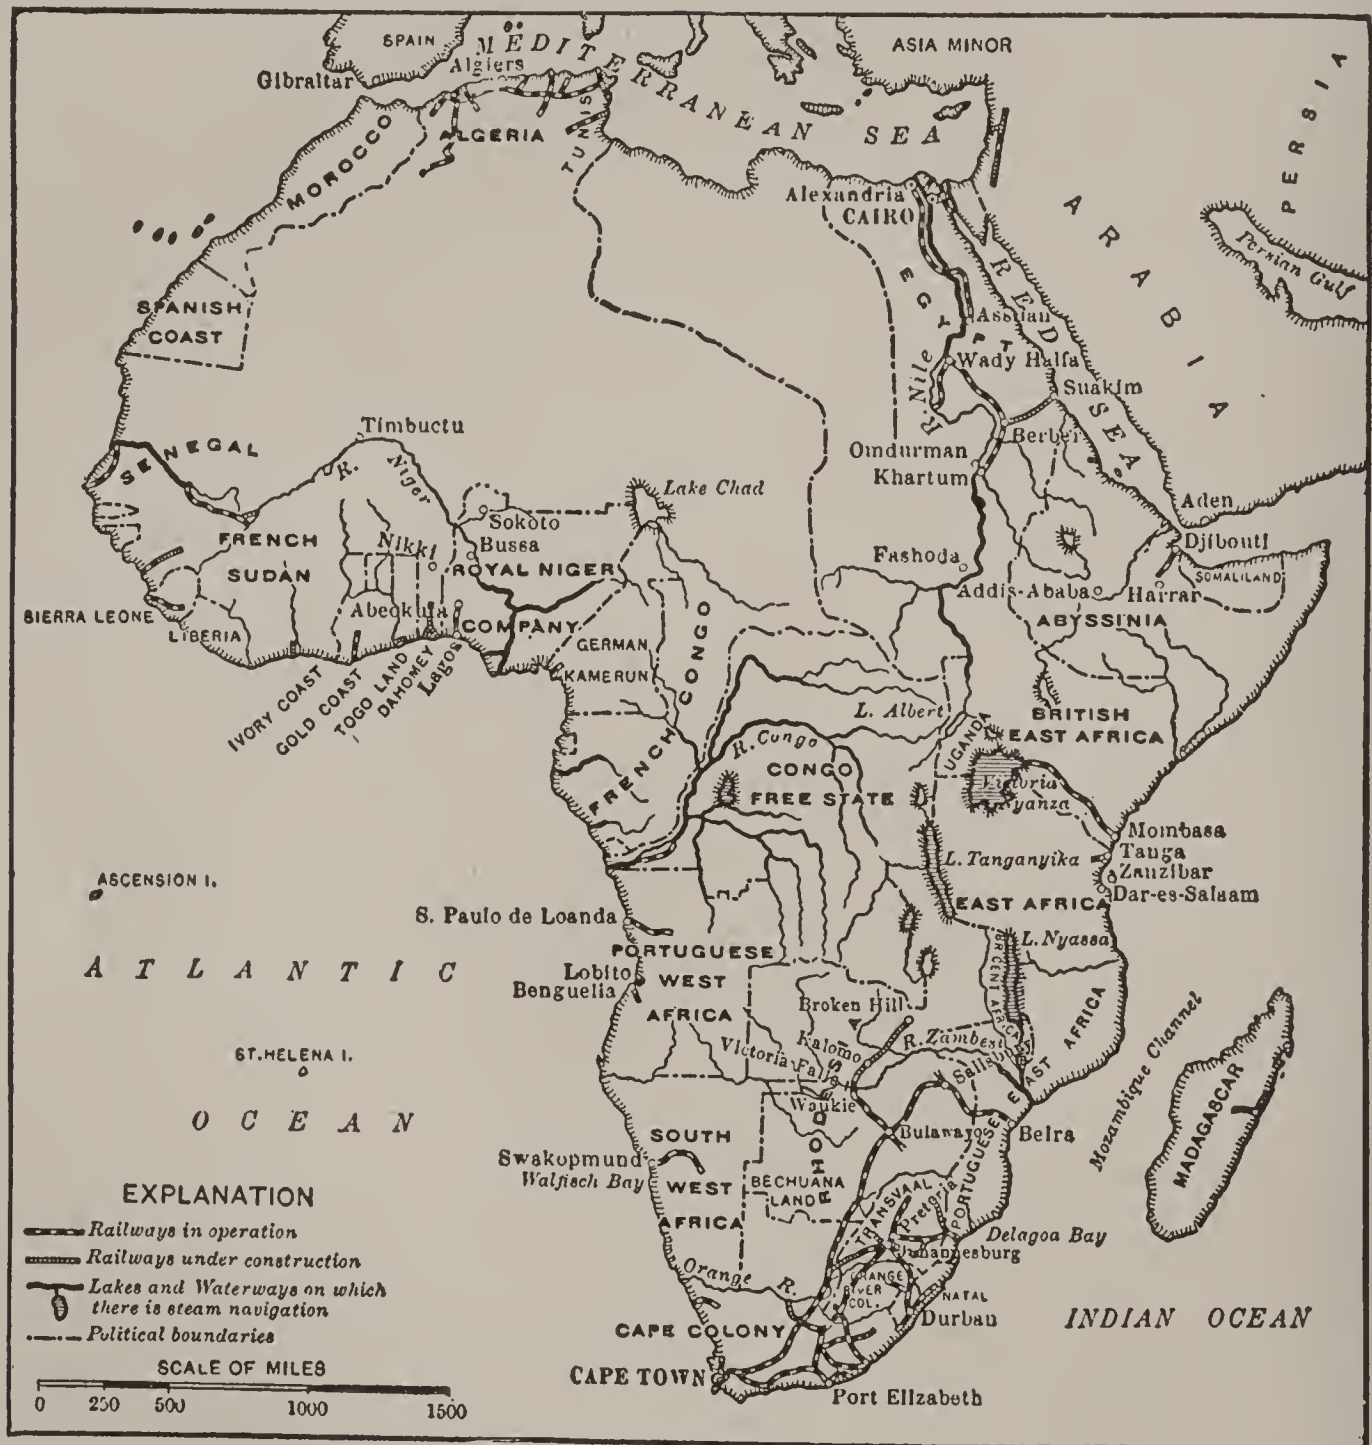 SPAIN
MEDITERRANEAN SEA
ASIA MINOR
Gibraltar
Algiers
PERSIA
MOROCCO
ALGERIA
TUNIS
Alexandria
CAIRO
ARABIA
Persian Gulf
RED SEA
EGYPT
SPANISH
COAST
Assuan
R. Nile
Wady Halfa
Suakim
SENEGAL
Timbuctu
R. Niger
Berber
Omdurman
Khartum
Lake Chad
Sokoto
Aden
FRENCH
SUDAN
Nikki
Bussa
ROYAL NIGER
COMPANY
Fashoda
Djibouti
SOMALILAND
Addis-Ababa
Harrar
ABYSSINIA
SIERRA LEONE
LIBERIA
Abeokuta
GERMAN
KAMERUN
IVORY COAST
GOLD COAST
TOGO LAND
DAHOMEY
Lagos
FRENCH CONGO
L. Albert
UGANDA
BRITISH
EAST AFRICA
R. Congo
CONGO
FREE STATE
Victoria
Nyanza
Mombasa
Tanga
Zanzibar
Dar-es-Salaam
L. Tanganyika
EAST AFRICA
ASCENSION I.
S. Paulo de Loanda
ATLANTIC
PORTUGUESE
WEST
AFRICA
Lobito
Benguella
L. Nyassa
BR CENT AFRICA
Broken Hill
Kalomo
R. Zambesi
Victoria Falls
Salisbury
PORTUGUESE EAST AFRICA
Mozambique Channel
MADAGASCAR
ST. HELENA I.
OCEAN
Wankie
RHODESI
Bulawayo
Beira
SOUTH
WEST
AFRICA
Swakopmund
Walfisch Bay
BECHUANA
LAND
TRANSVAAL
Pretoria
Johannesburg
Delagoa Bay
Orange R.
ORANGE
RIVER
COL.
NATAL
Durban
INDIAN OCEAN
CAPE COLONY
CAPE TOWN
Port Elizabeth
EXPLANATION
Railways in operation
Railways under construction
Lakes and Waterways on which
there is steam navigation
Political boundaries
SCALE OF MILES
0 250 500 1000 1500